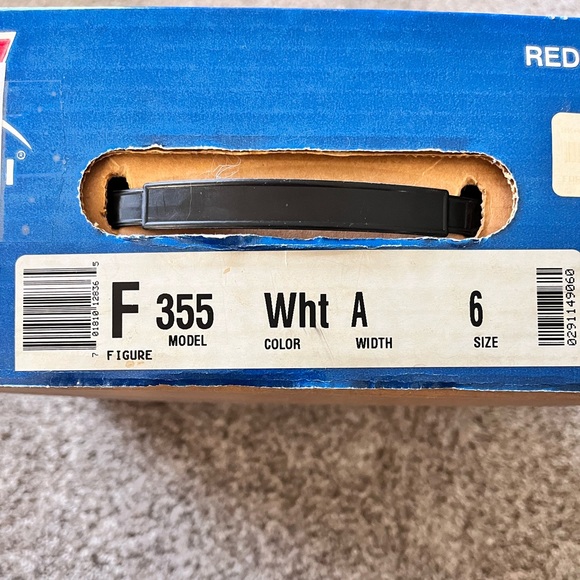 RED
F 355 Wht A 6
FIGURE MODEL COLOR WIDTH SIZE
7 01810 12836 5
0291149060